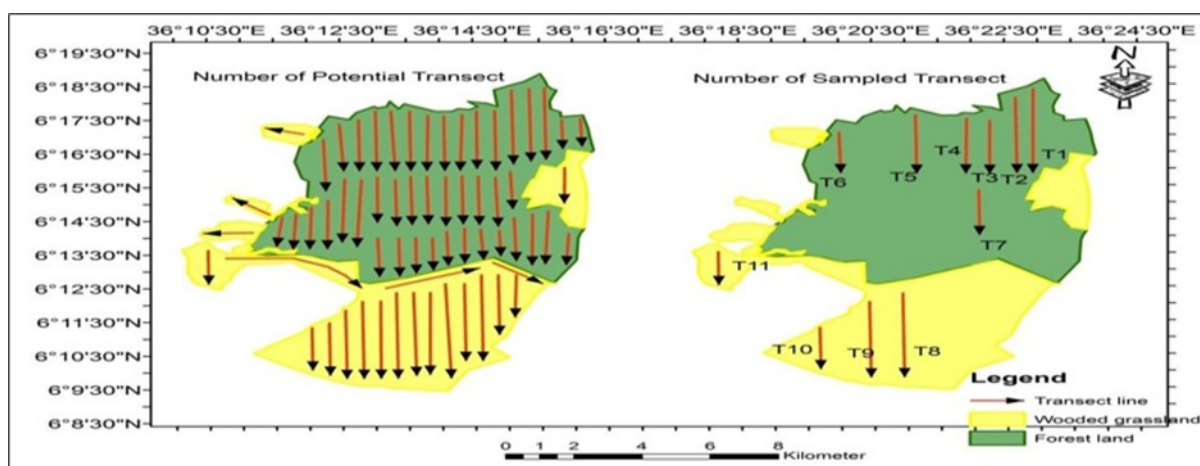 36°10'30"E 36°12'30"E 36°14'30"E 36°16'30"E 36°18'30"E 36°20'30"E 36°22'30"E 36°24'30"E
6°19'30"N
6°18'30"N
6°17'30"N
6°16'30"N
6°15'30"N
6°14'30"N
6°13'30"N
6°12'30"N
6°11'30"N
6°10'30"N
6°9'30"N
6°8'30"N
Number of Potential Transect
Number of Sampled Transect
N
T1
T2
T3
T4
T5
T6
T7
T11
T10
T9
T8
Legend
Transect line
Wooded grassland
Forest land
0 1 2 4 6 8
Kilometer